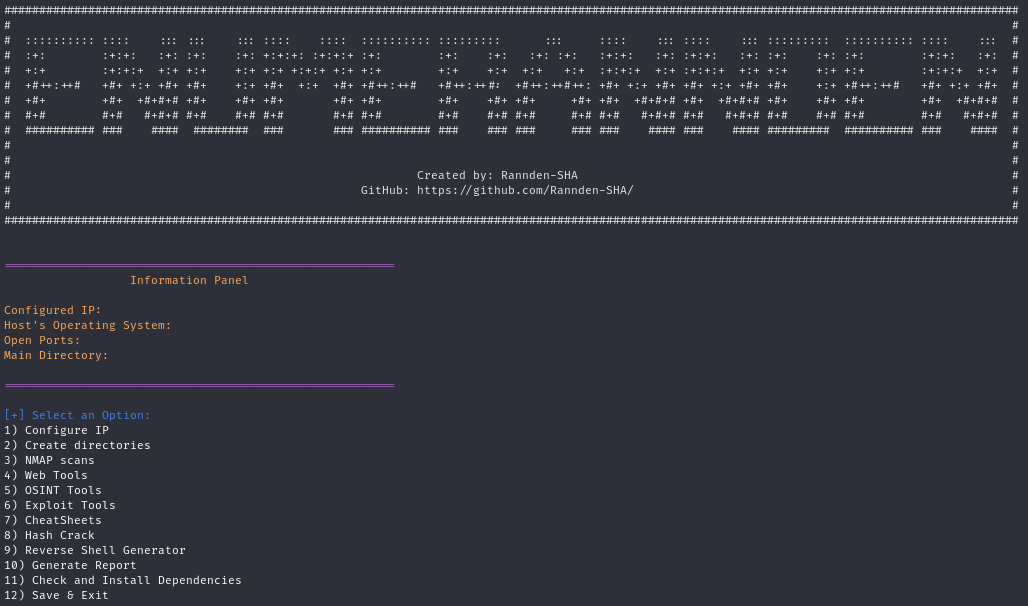 ENUMERANNDEN
Created by: Rannden-SHA
GitHub: https://github.com/Rannden-SHA/
Information Panel
Configured IP:
Host's Operating System:
Open Ports:
Main Directory:
[+] Select an Option:
1) Configure IP
2) Create directories
3) NMAP scans
4) Web Tools
5) OSINT Tools
6) Exploit Tools
7) CheatSheets
8) Hash Crack
9) Reverse Shell Generator
10) Generate Report
11) Check and Install Dependencies
12) Save & Exit